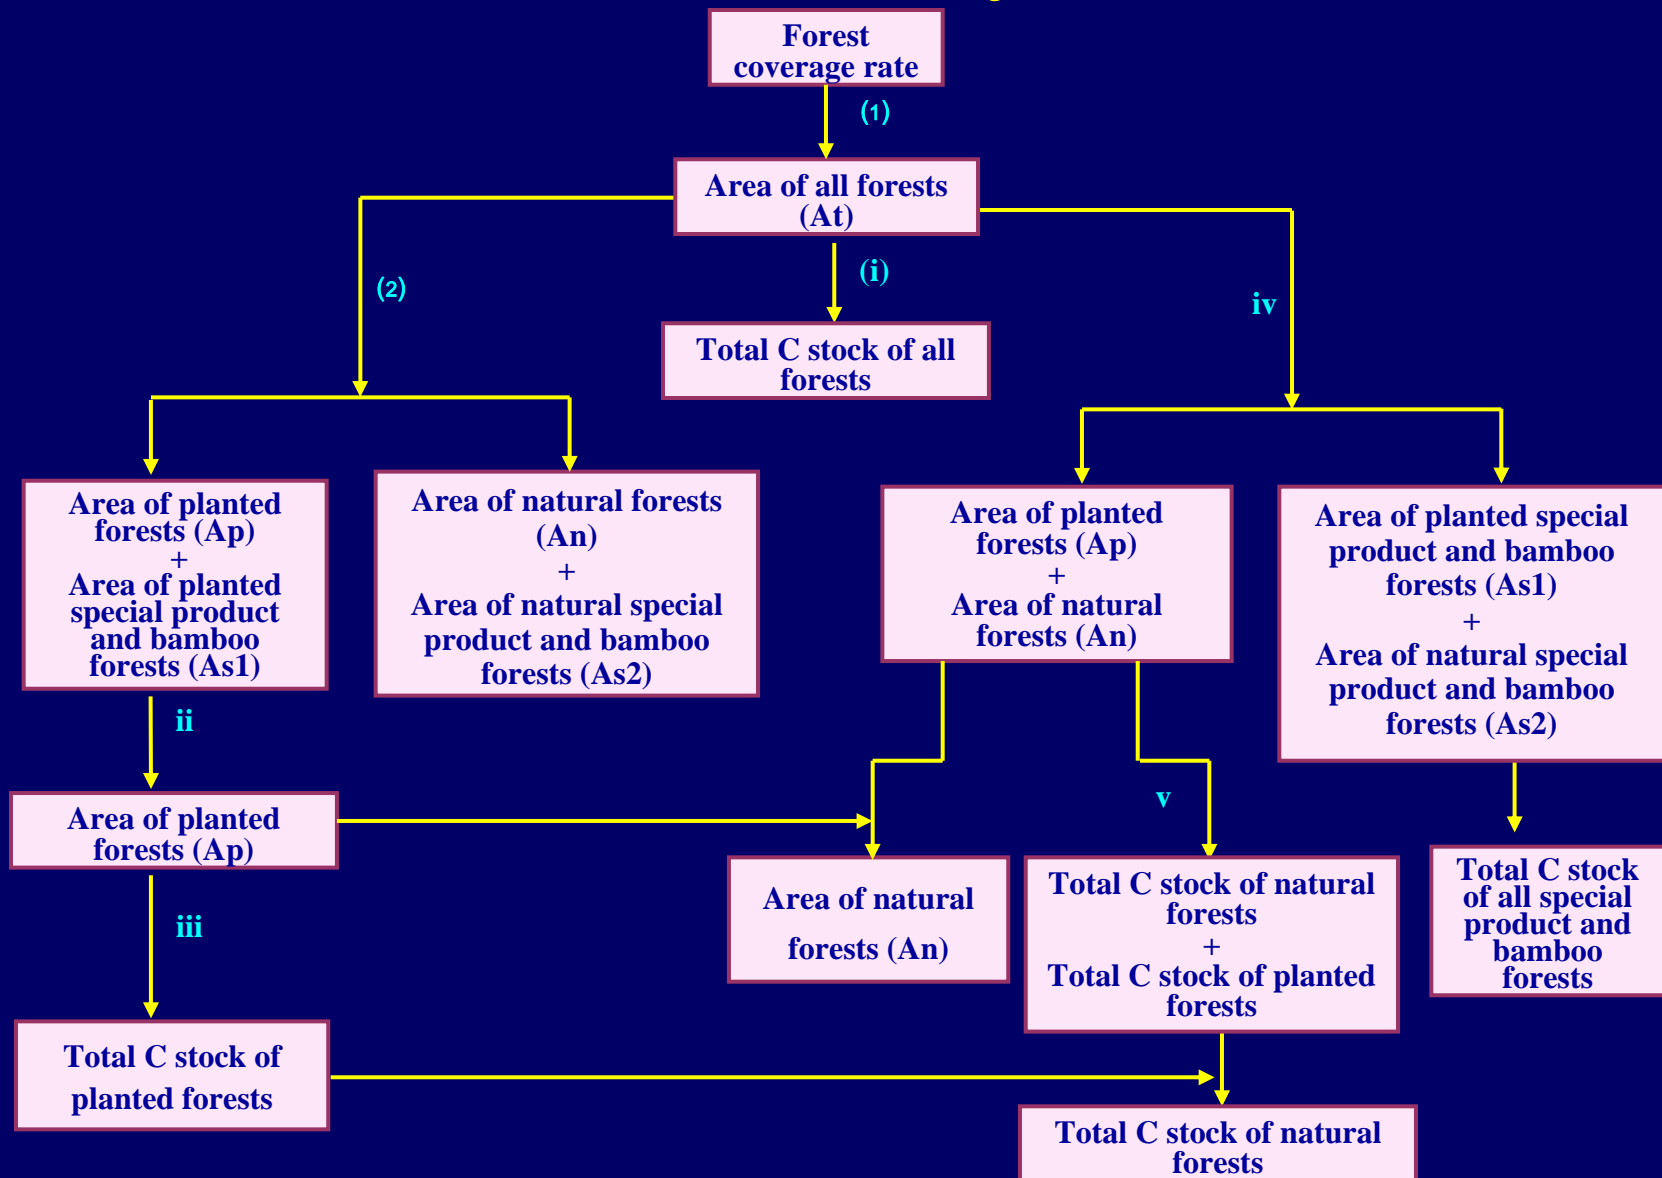 Forest
coverage rate
(1)
Area of all forests
(At)
(2)
(i)
iv
Total C stock of all
forests
Area of planted
forests (Ap)
+
Area of planted
special product
and bamboo
forests (As1)
Area of natural forests
(An)
+
Area of natural special
product and bamboo
forests (As2)
Area of planted
forests (Ap)
+
Area of natural
forests (An)
Area of planted special
product and bamboo
forests (As1)
+
Area of natural special
product and bamboo
forests (As2)
ii
v
Area of planted
forests (Ap)
Area of natural
forests (An)
Total C stock of natural
forests
+
Total C stock of planted
forests
Total C stock
of all special
product and
bamboo
forests
iii
Total C stock of
planted forests
Total C stock of natural
forests